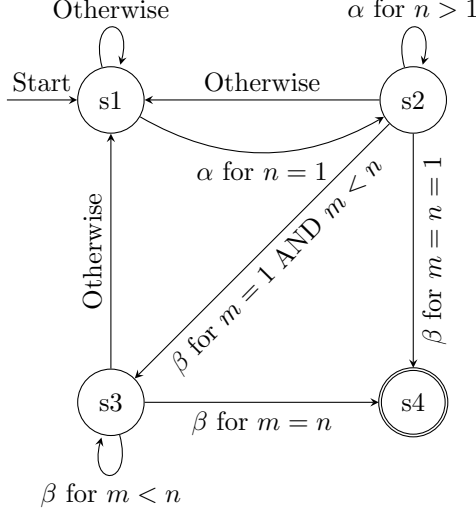 Otherwise
α for n > 1
Start
s1
Otherwise
s2
α for n = 1
Otherwise
β for m = 1 AND m < n
β for m = n = 1
s3
β for m = n
s4
β for m < n